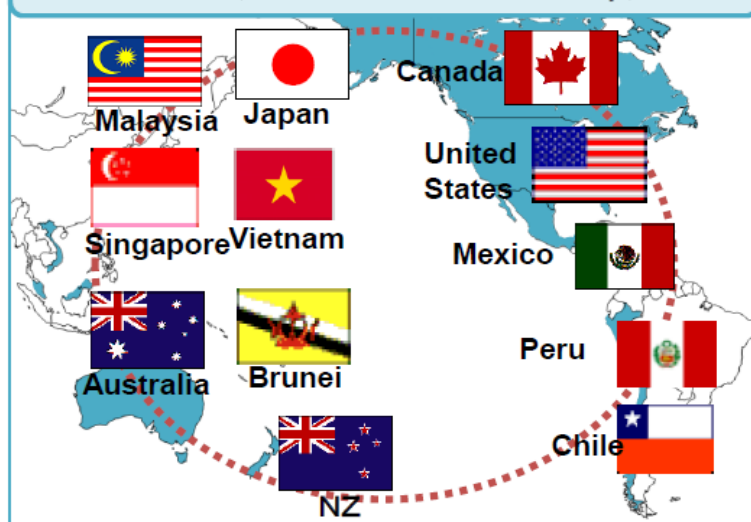 Malaysia
Japan
Canada
United
States
Singapore
Vietnam
Mexico
Australia
Brunei
Peru
Chile
NZ